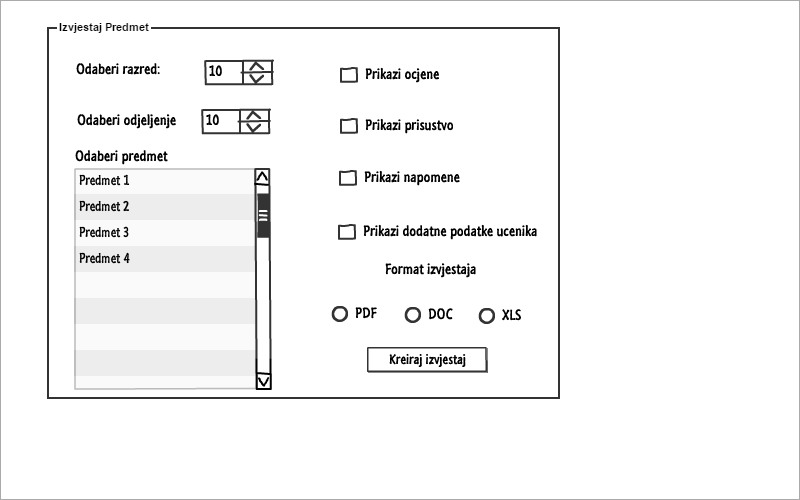 Izvjestaj Predmet
Odaberi razred:
10
Odaberi odjeljenje
10
Odaberi predmet
Predmet 1
Predmet 2
Predmet 3
Predmet 4
Prikazi ocjene
Prikazi prisustvo
Prikazi napomene
Prikazi dodatne podatke ucenika
Format izvjestaja
PDF
DOC
XLS
Kreiraj izvjestaj